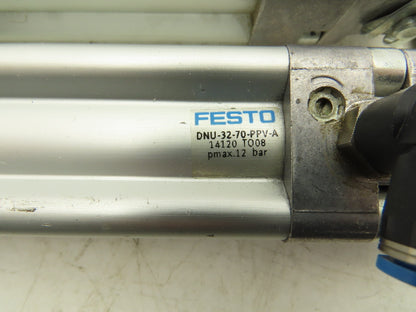 FESTO
DNU-32-70-PPV-A
14120 TO08
pmax.12 bar